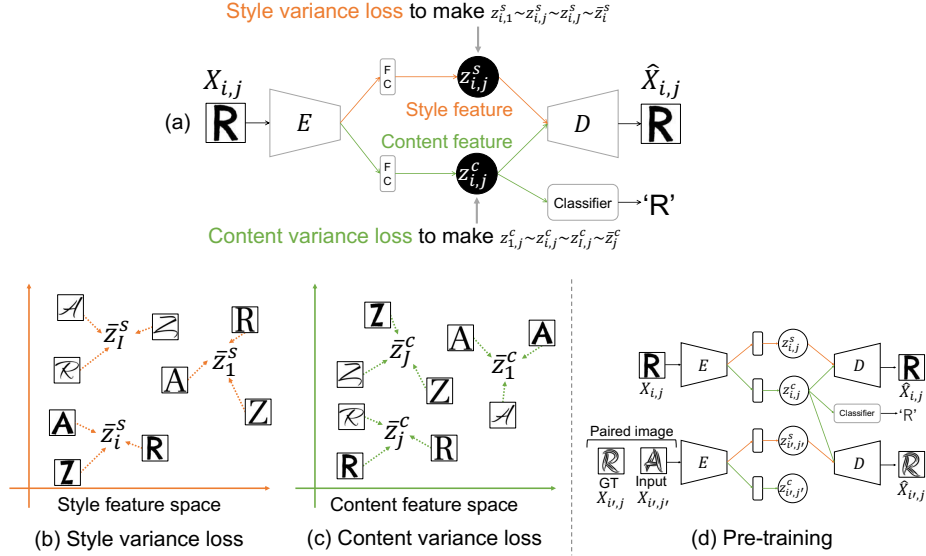 Style variance loss to make z^s_{i,1}~z^s_{i,j}~z^s_{i,J}~z̄^s_i
X_{i,j}
R
(a)
E
FC
z^s_{i,j}
Style feature
Content feature
FC
z^c_{i,j}
D
X̂_{i,j}
R
Classifier
‘R’
Content variance loss to make z^c_{1,j}~z^c_{i,j}~z^c_{I,j}~z̄^c_j
A
z̄^s_I
Z
R
R
z̄^s_1
A
Z
A
z̄^s_i
R
Z
Style feature space
(b) Style variance loss
Z
z̄^c_J
Z
Z
A
A
z̄^c_1
A
R
z̄^c_j
R
R
Content feature space
(c) Content variance loss
R
X_{i,j}
E
z^s_{i,j}
z^c_{i,j}
D
R
X̂_{i,j}
Classifier
‘R’
Paired image
R
GT
X_{i′,j}
A
Input
X_{i′,j′}
E
z^s_{i′,j′}
z^c_{i′,j′}
D
R
X̂_{i′,j}
(d) Pre-training